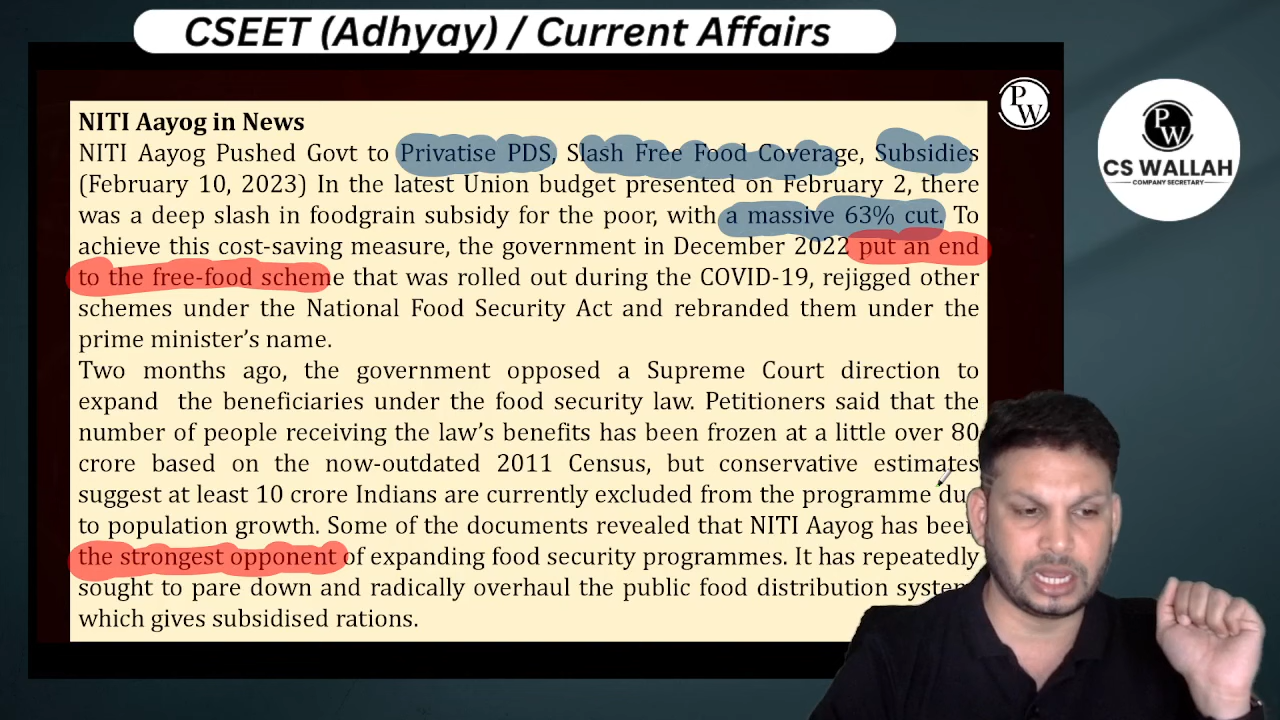 CSEET (Adhyay) / Current Affairs
P
W
P
W
CS WALLAH
COMPANY SECRETARY
NITI Aayog in News
NITI Aayog Pushed Govt to Privatise PDS, Slash Free Food Coverage, Subsidies
(February 10, 2023) In the latest Union budget presented on February 2, there
was a deep slash in foodgrain subsidy for the poor, with a massive 63% cut. To
achieve this cost-saving measure, the government in December 2022 put an end
to the free-food scheme that was rolled out during the COVID-19, rejigged other
schemes under the National Food Security Act and rebranded them under the
prime minister’s name.
Two months ago, the government opposed a Supreme Court direction to
expand the beneficiaries under the food security law. Petitioners said that the
number of people receiving the law’s benefits has been frozen at a little over 80
crore based on the now-outdated 2011 Census, but conservative estimates
suggest at least 10 crore Indians are currently excluded from the programme
to population growth. Some of the documents revealed that NITI Aayog has
the strongest opponent of expanding food security programmes. It has repeatedly
sought to pare down and radically overhaul the public food distribution
which gives subsidised rations.